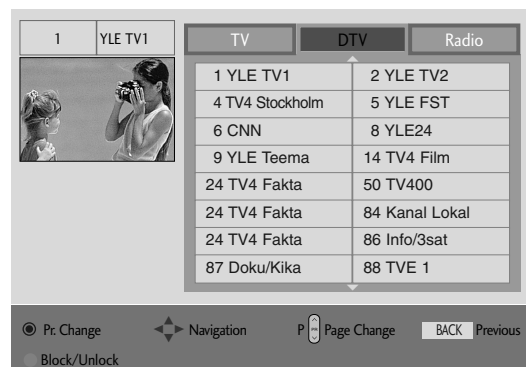 1 YLE TV1
TV DTV Radio
1 YLE TV1 2 YLE TV2
4 TV4 Stockholm 5 YLE FST
6 CNN 8 YLE24
9 YLE Teema 14 TV4 Film
24 TV4 Fakta 50 TV400
24 TV4 Fakta 84 Kanal Lokal
24 TV4 Fakta 86 Info/3sat
87 Doku/Kika 88 TVE 1
Pr. Change Navigation P Page Change BACK Previous
Block/Unlock